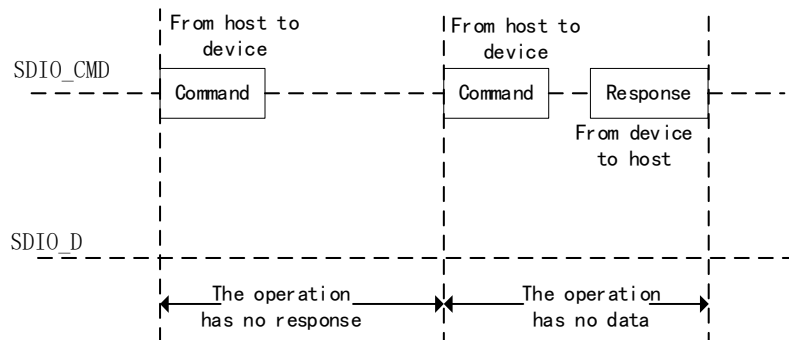 From host to
device
From host to
device
SDIO_CMD
Command
Command
Response
From device
to host
SDIO_D
The operation
has no response
The operation
has no data